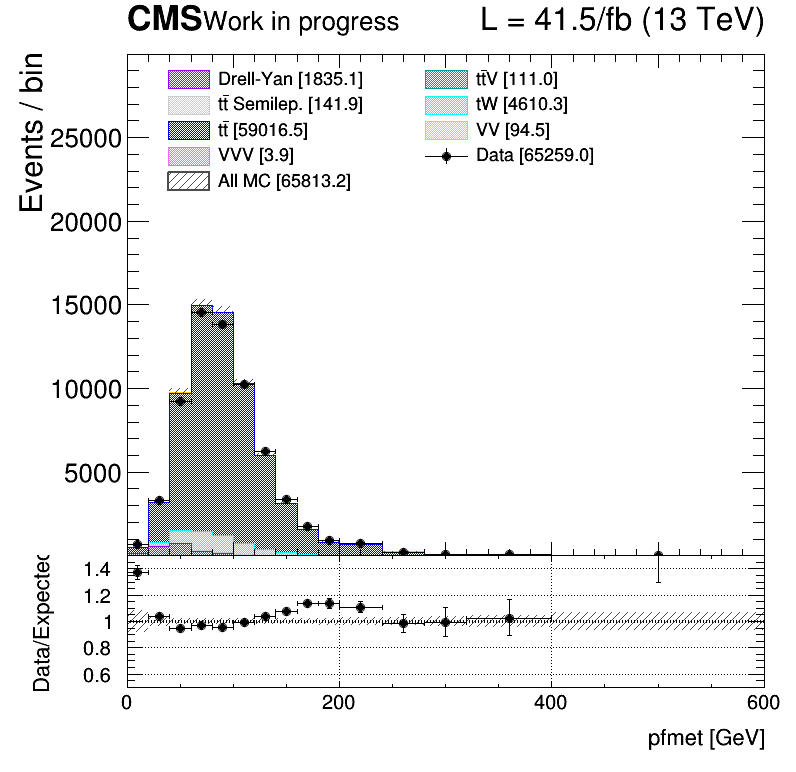 CMS Work in progress L = 41.5/fb (13 TeV)
Events / bin
Drell-Yan [1835.1] tt̄V [111.0]
tt̄ Semilep. [141.9] tW [4610.3]
tt̄ [59016.5] VV [94.5]
VVV [3.9] Data [65259.0]
All MC [65813.2]
25000
20000
15000
10000
5000
Data/Expected
1.4
1.2
1
0.8
0.6
0 200 400 600
pfmet [GeV]